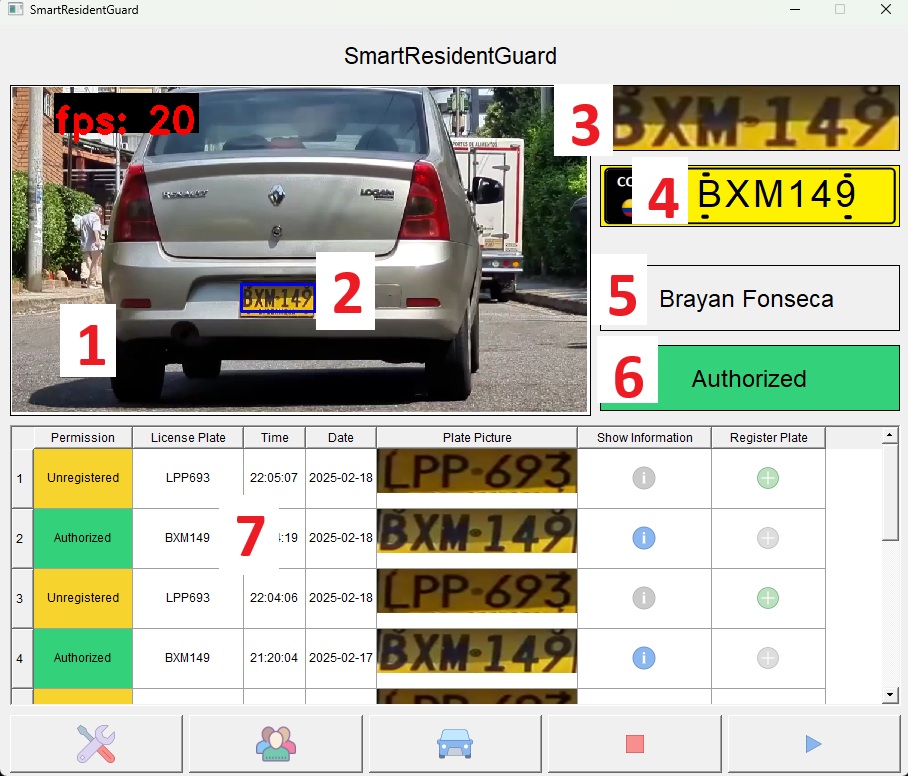 SmartResidentGuard
SmartResidentGuard
fps: 20
RENAULT
LOGAN
PORTES DE ALIMENTOS
BXM·149
1
2
3
BXM·149
4
CO
BXM149
5
Brayan Fonseca
6
Authorized
Permission License Plate Time Date Plate Picture Show Information Register Plate
1 Unregistered LPP693 22:05:07 2025-02-18 LPP·693
2 Authorized BXM149 :19 2025-02-18 BXM·149
7
3 Unregistered LPP693 22:04:06 2025-02-18 LPP·693
4 Authorized BXM149 21:20:04 2025-02-17 BXM·149